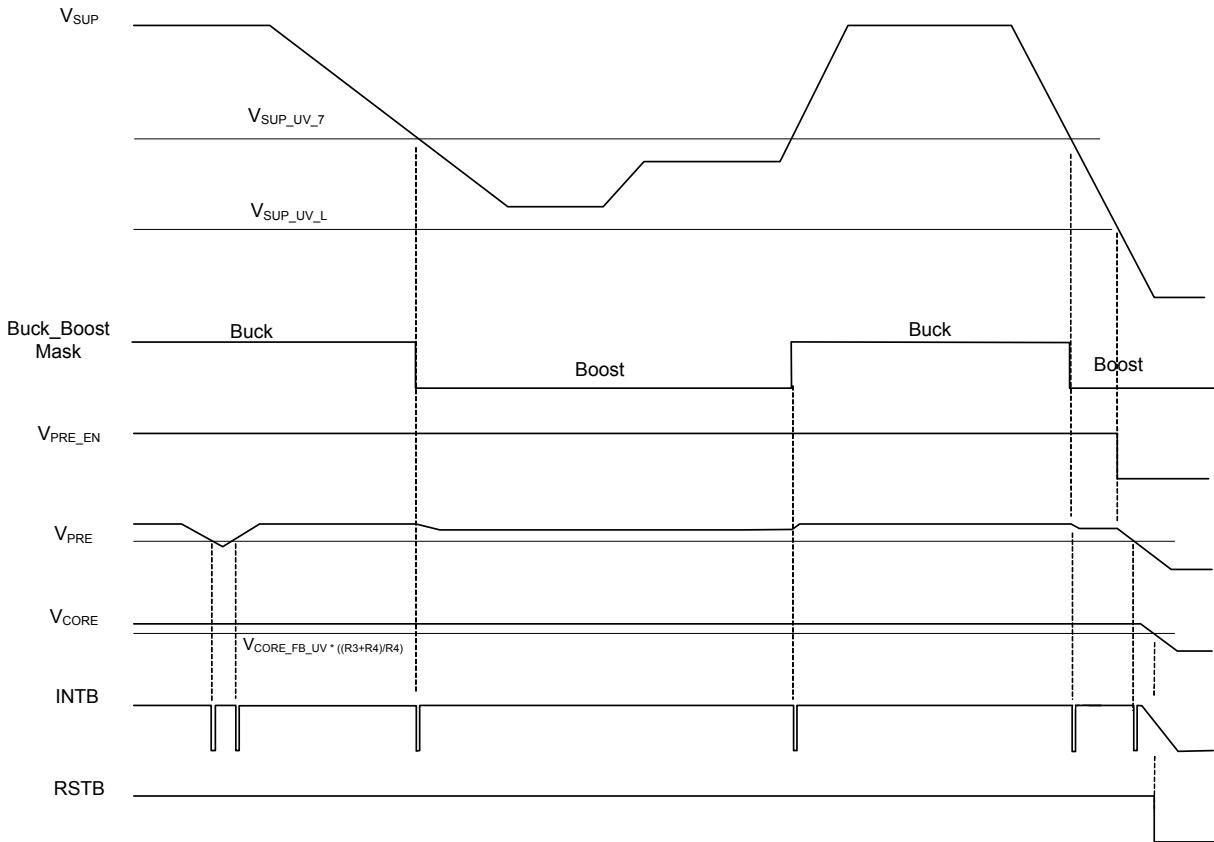 VSUP
VSUP_UV_7
VSUP_UV_L
Buck_Boost
Mask
Buck
Boost
Buck
Boost
VPRE_EN
VPRE
VCORE
VCORE_FB_UV * ((R3+R4)/R4)
INTB
RSTB